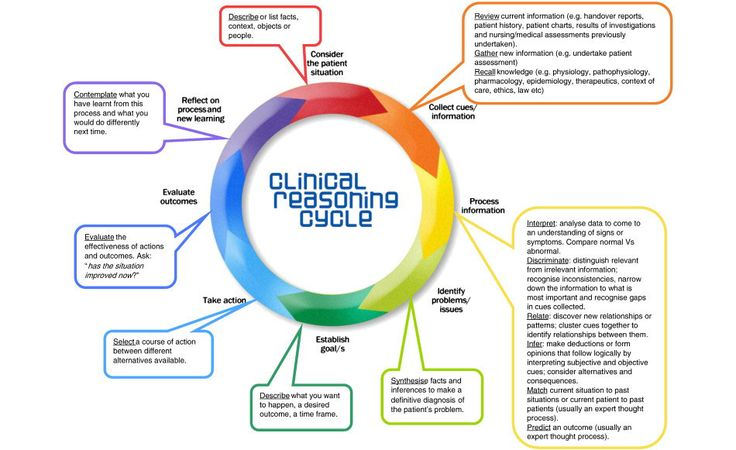 CLINICAL
REASONING
CYCLE
Describe or list facts,
context, objects or
people.
Consider
the patient
situation
Review current information (e.g. handover reports,
patient history, patient charts, results of investigations
and nursing/medical assessments previously
undertaken).
Gather new information (e.g. undertake patient
assessment)
Recall knowledge (e.g. physiology, pathophysiology,
pharmacology, epidemiology, therapeutics, context of
care, ethics, law etc)
Collect cues/
information
Process
information
Interpret: analyse data to come to
an understanding of signs or
symptoms. Compare normal Vs
abnormal.
Discriminate: distinguish relevant
from irrelevant information;
recognise inconsistencies, narrow
down the information to what is
most important and recognise gaps
in cues collected.
Relate: discover new relationships or
patterns; cluster cues together to
identify relationships between them.
Infer: make deductions or form
opinions that follow logically by
interpreting subjective and objective
cues; consider alternatives and
consequences.
Match current situation to past
situations or current patient to past
patients (usually an expert thought
process).
Predict an outcome (usually an
expert thought process).
Identify
problems/
issues
Synthesise facts and
inferences to make a
definitive diagnosis of
the patient's problem.
Establish
goal/s
Describe what you want
to happen, a desired
outcome, a time frame.
Take action
Select a course of action
between different
alternatives available.
Evaluate
outcomes
Evaluate the
effectiveness of actions
and outcomes. Ask:
"has the situation
improved now?"
Reflect on
process and
new learning
Contemplate what you
have learnt from this
process and what you
would do differently
next time.